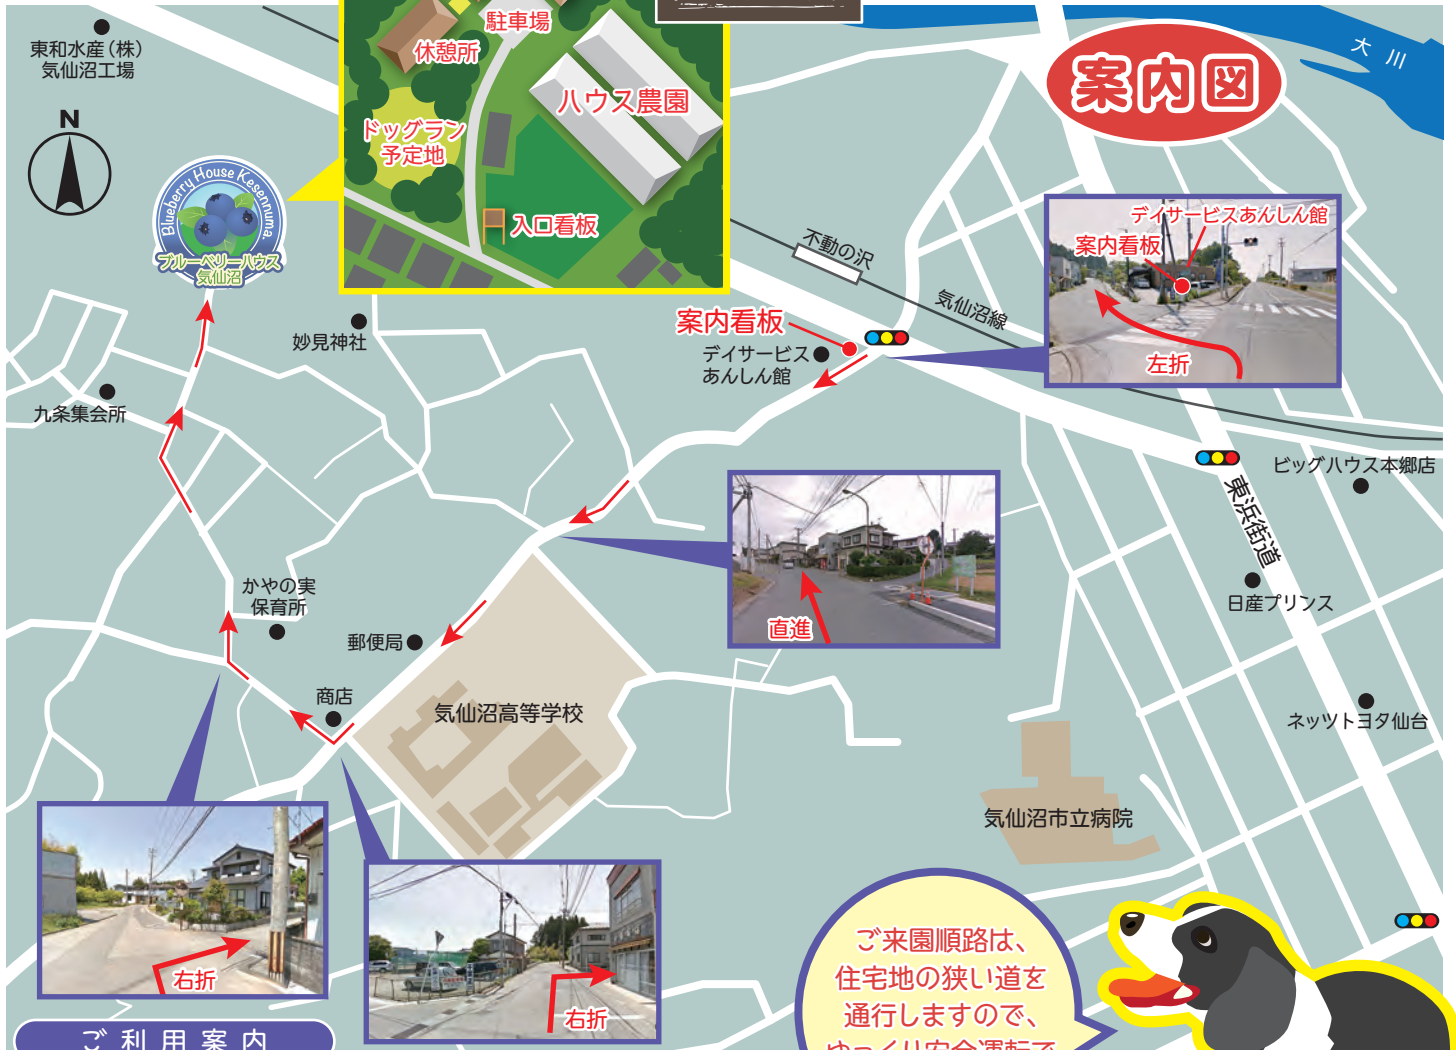 東和水産(株)
気仙沼工場
N
Blueberry House Kesennuma.
ブルーベリーハウス
気仙沼
駐車場
休憩所
ハウス農園
ドッグラン
予定地
入口看板
案内図
大川
不動の沢
気仙沼線
デイサービスあんしん館
案内看板
左折
案内看板
デイサービス
あんしん館
妙見神社
九条集会所
ビッグハウス本郷店
東浜街道
日産プリンス
直進
かやの実
保育所
郵便局
商店
気仙沼高等学校
ネッツトヨタ仙台
気仙沼市立病院
右折
右折
ご来園順路は、
住宅地の狭い道を
通行しますので、
ゆっくり安全運転で
ご利用案内